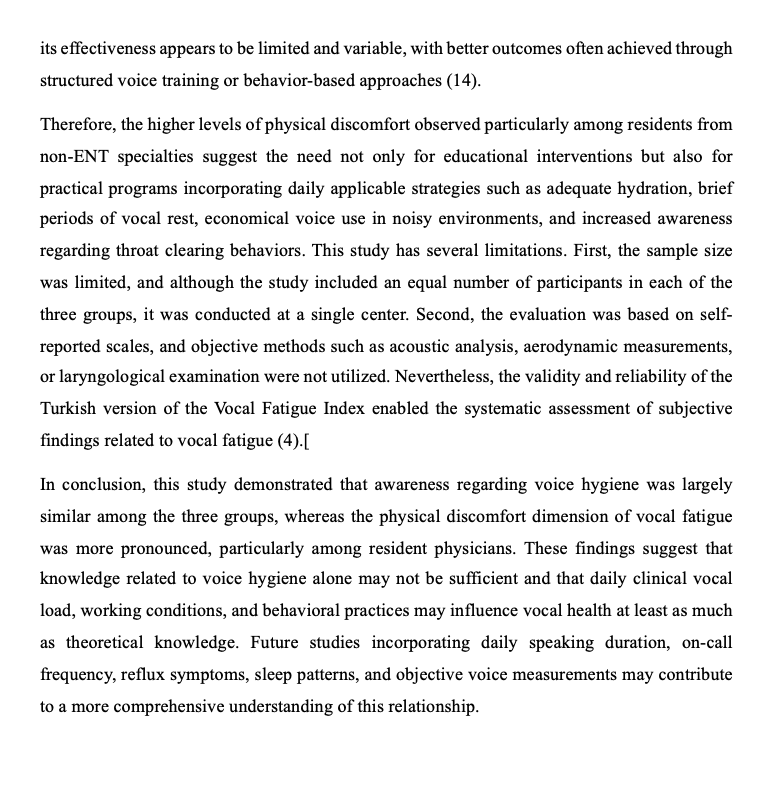 its effectiveness appears to be limited and variable, with better outcomes often achieved through
structured voice training or behavior-based approaches (14).
Therefore, the higher levels of physical discomfort observed particularly among residents from
non-ENT specialties suggest the need not only for educational interventions but also for
practical programs incorporating daily applicable strategies such as adequate hydration, brief
periods of vocal rest, economical voice use in noisy environments, and increased awareness
regarding throat clearing behaviors. This study has several limitations. First, the sample size
was limited, and although the study included an equal number of participants in each of the
three groups, it was conducted at a single center. Second, the evaluation was based on self-
reported scales, and objective methods such as acoustic analysis, aerodynamic measurements,
or laryngological examination were not utilized. Nevertheless, the validity and reliability of the
Turkish version of the Vocal Fatigue Index enabled the systematic assessment of subjective
findings related to vocal fatigue (4).[
In conclusion, this study demonstrated that awareness regarding voice hygiene was largely
similar among the three groups, whereas the physical discomfort dimension of vocal fatigue
was more pronounced, particularly among resident physicians. These findings suggest that
knowledge related to voice hygiene alone may not be sufficient and that daily clinical vocal
load, working conditions, and behavioral practices may influence vocal health at least as much
as theoretical knowledge. Future studies incorporating daily speaking duration, on-call
frequency, reflux symptoms, sleep patterns, and objective voice measurements may contribute
to a more comprehensive understanding of this relationship.